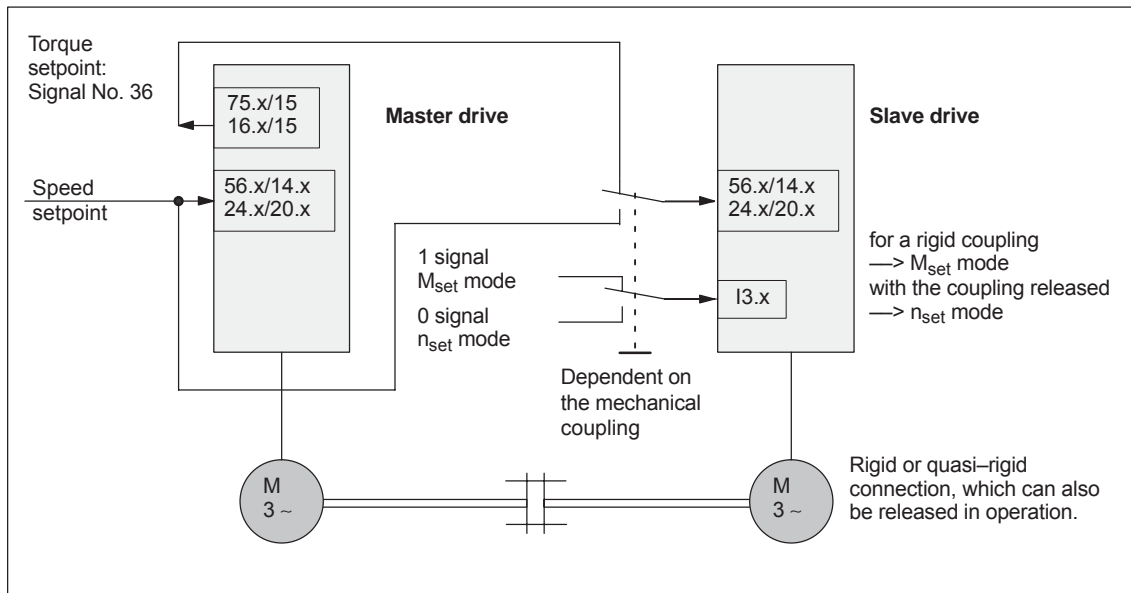 Torque
setpoint:
Signal No. 36
75.x/15
16.x/15
Master drive
Slave drive
Speed
setpoint
56.x/14.x
24.x/20.x
56.x/14.x
24.x/20.x
1 signal
Mset mode
0 signal
nset mode
I3.x
for a rigid coupling
—> Mset mode
with the coupling released
—> nset mode
Dependent on
the mechanical
coupling
M
3 ~
M
3 ~
Rigid or quasi–rigid
connection, which can also
be released in operation.